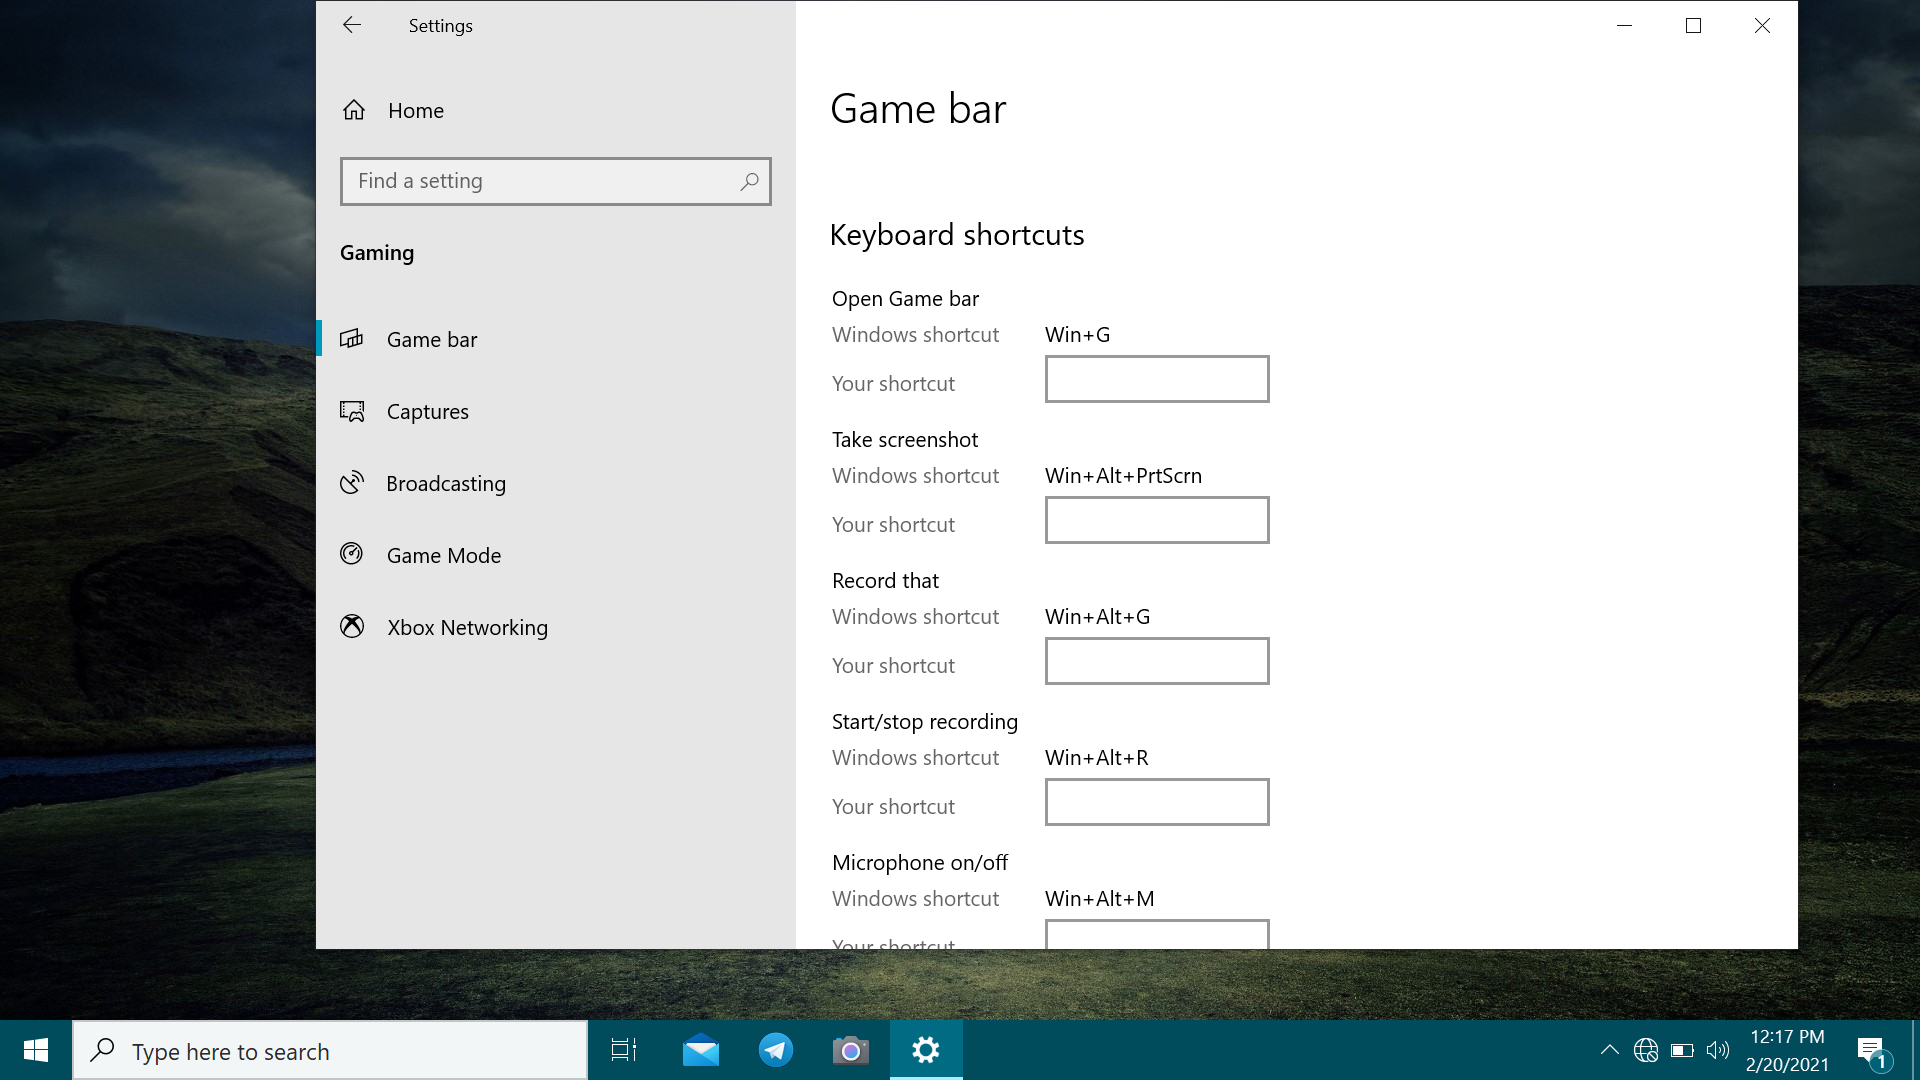 Settings
Home
Find a setting
Gaming
Game bar
Captures
Broadcasting
Game Mode
Xbox Networking
Game bar
Keyboard shortcuts
Open Game bar
Windows shortcut Win+G
Your shortcut
Take screenshot
Windows shortcut Win+Alt+PrtScrn
Your shortcut
Record that
Windows shortcut Win+Alt+G
Your shortcut
Start/stop recording
Windows shortcut Win+Alt+R
Your shortcut
Microphone on/off
Windows shortcut Win+Alt+M
Your shortcut
Type here to search
12:17 PM
2/20/2021
1